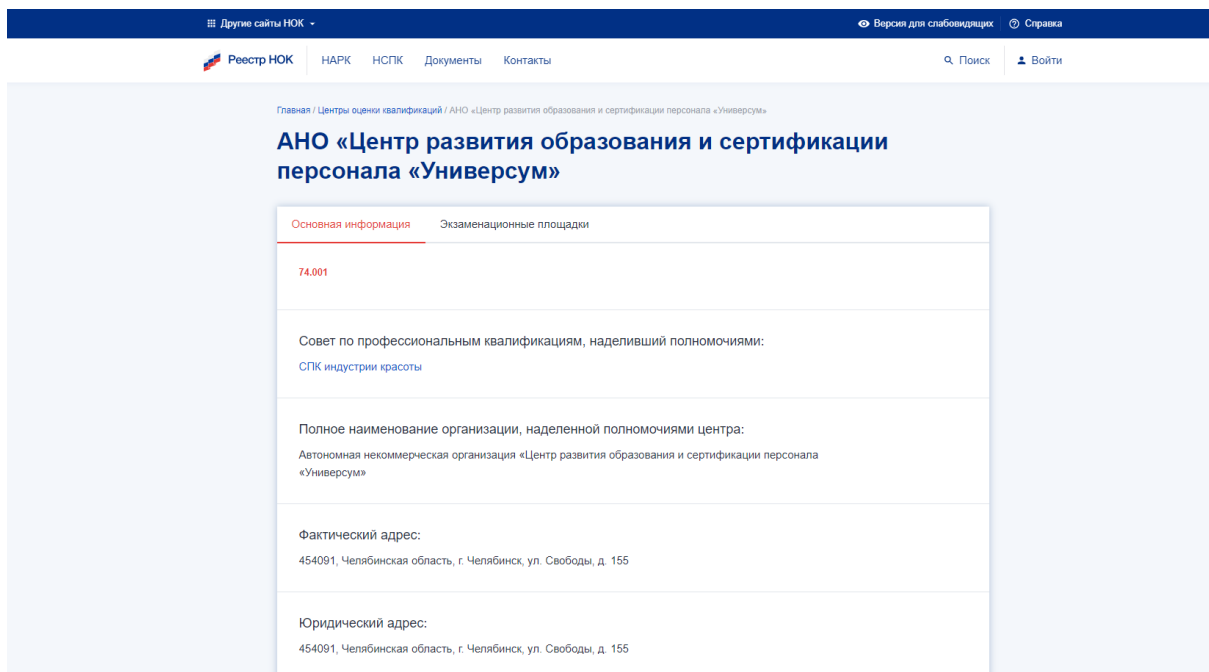 Другие сайты НОК
Версия для слабовидящих
Справка
Реестр НОК
НАРК
НСПК
Документы
Контакты
Поиск
Войти
Главная / Центры оценки квалификаций / АНО «Центр развития образования и сертификации персонала «Универсум»
АНО «Центр развития образования и сертификации
персонала «Универсум»
Основная информация
Экзаменационные площадки
74.001
Совет по профессиональным квалификациям, наделивший полномочиями:
СПК индустрии красоты
Полное наименование организации, наделенной полномочиями центра:
Автономная некоммерческая организация «Центр развития образования и сертификации персонала
«Универсум»
Фактический адрес:
454091, Челябинская область, г. Челябинск, ул. Свободы, д. 155
Юридический адрес:
454091, Челябинская область, г. Челябинск, ул. Свободы, д. 155